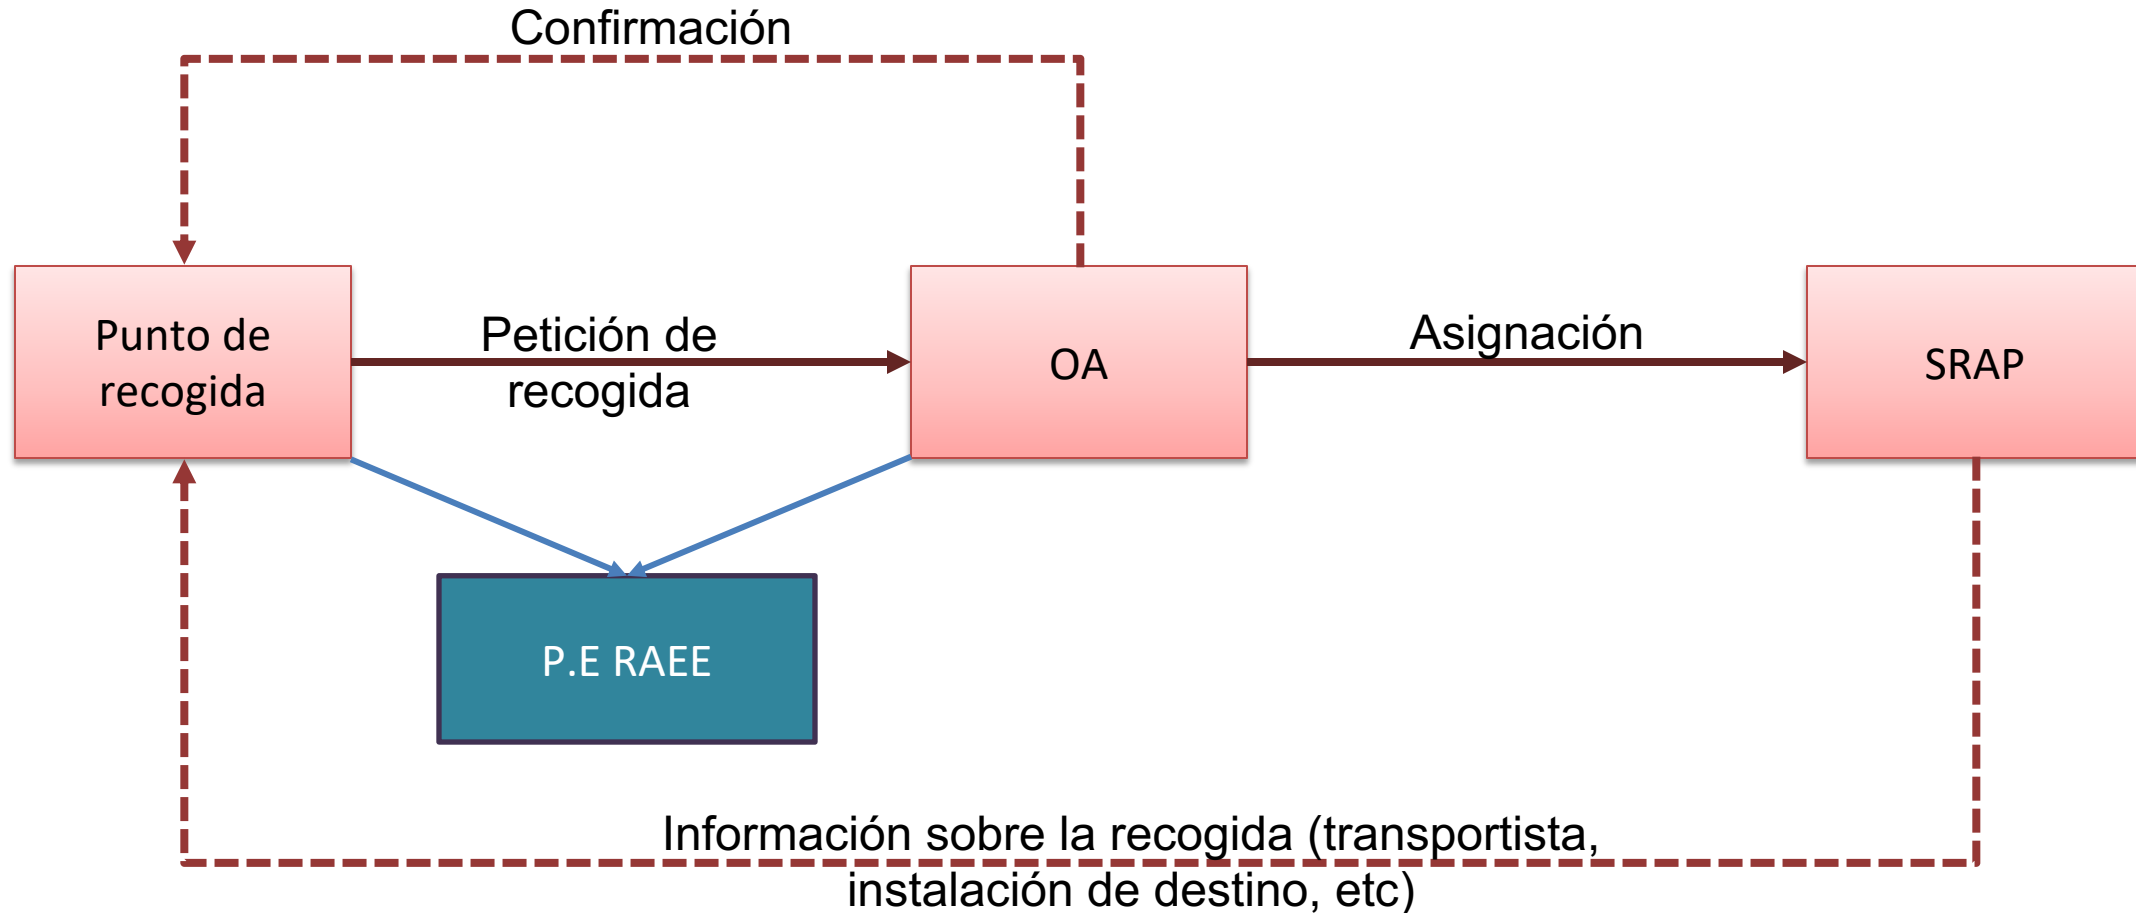 Confirmación
Punto de
recogida
Petición de
recogida
OA
Asignación
SRAP
P.E RAEE
Información sobre la recogida (transportista,
instalación de destino, etc)